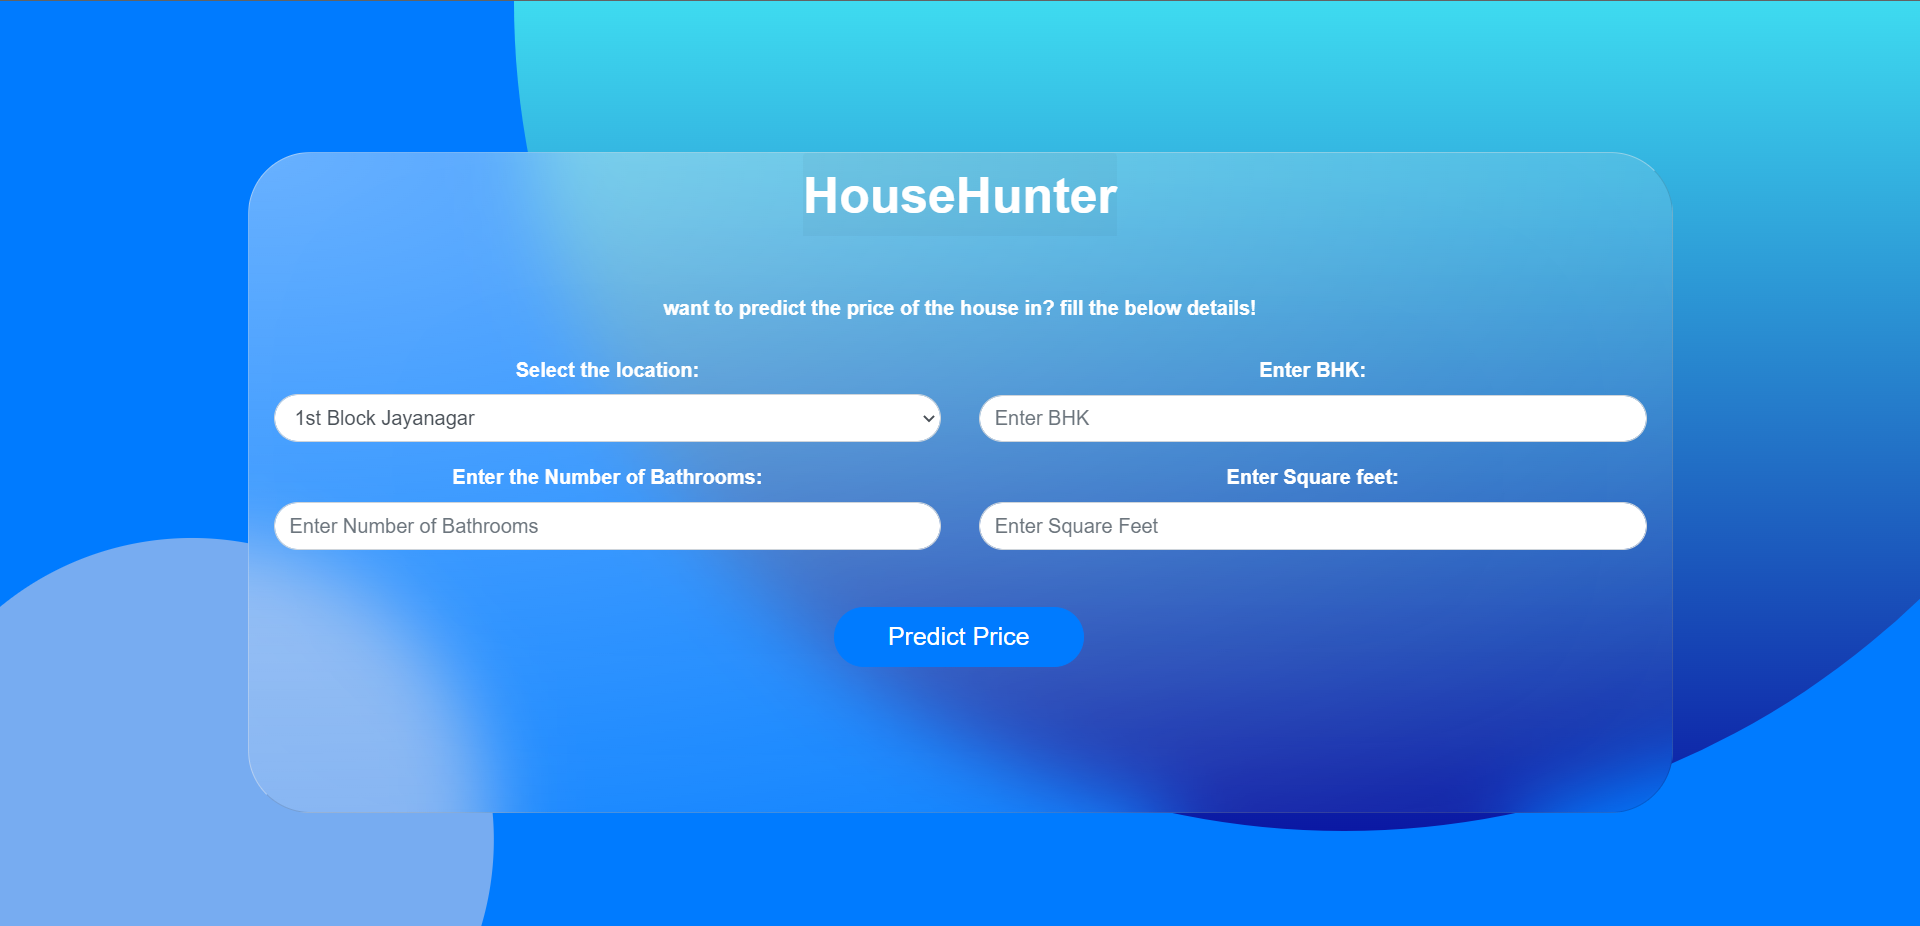 HouseHunter
want to predict the price of the house in? fill the below details!
Select the location:
Enter BHK:
1st Block Jayanagar
Enter BHK
Enter the Number of Bathrooms:
Enter Square feet:
Enter Number of Bathrooms
Enter Square Feet
Predict Price